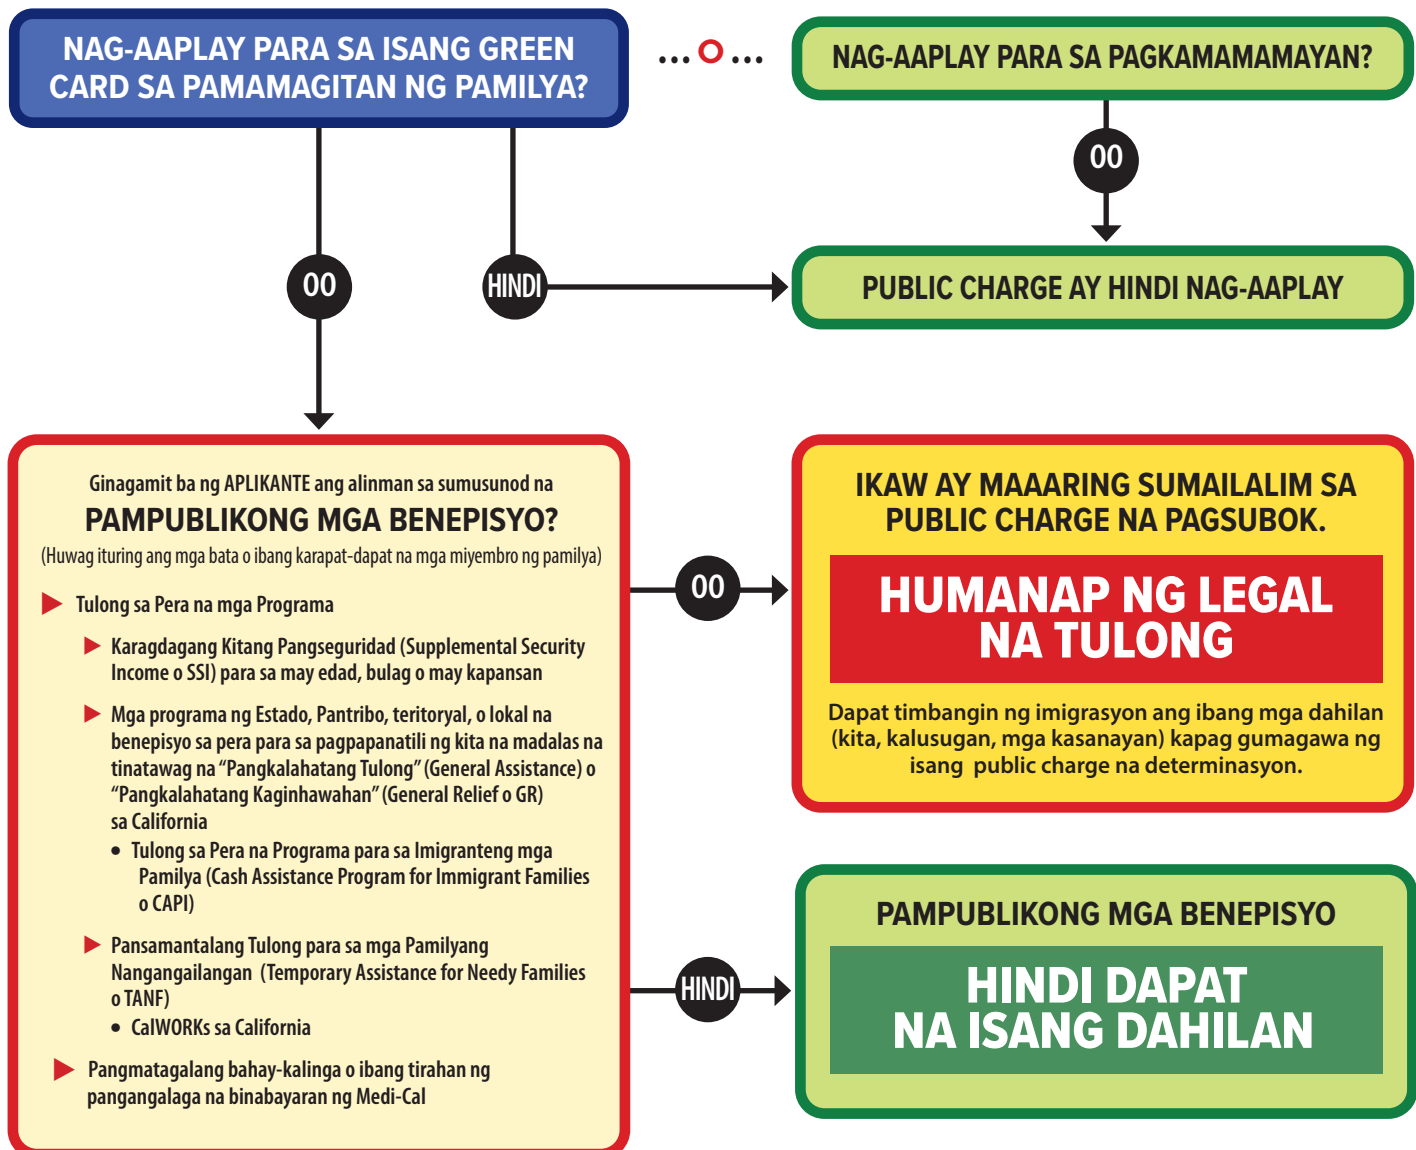 NAG-AAPLAY PARA SA ISANG GREEN
CARD SA PAMAMAGITAN NG PAMILYA?
... O ...
NAG-AAPLAY PARA SA PAGKAMAMAMAYAN?
OO
OO
HINDI
PUBLIC CHARGE AY HINDI NAG-AAPLAY
Ginagamit ba ng APLIKANTE ang alinman sa sumusunod na
PAMPUBLIKONG MGA BENEPISYO?
(Huwag ituring ang mga bata o ibang karapat-dapat na mga miyembro ng pamilya)
Tulong sa Pera na mga Programa
Karagdagang Kitang Pangseguridad (Supplemental Security
Income o SSI) para sa may edad, bulag o may kapansan
Mga programa ng Estado, Pantribo, teritoryal, o lokal na
benepisyo sa pera para sa pagpapanatili ng kita na madalas na
tinatawag na “Pangkalahatang Tulong” (General Assistance) o
“Pangkalahatang Kaginhawahan” (General Relief o GR)
sa California
• Tulong sa Pera na Programa para sa Imigranteng mga
Pamilya (Cash Assistance Program for Immigrant Families
o CAPI)
Pansamantalang Tulong para sa mga Pamilyang
Nangangailangan (Temporary Assistance for Needy Families
o TANF)
• CalWORKs sa California
Pangmatagalang bahay-kalinga o ibang tirahan ng
pangangalaga na binabayaran ng Medi-Cal
OO
IKAW AY MAAARING SUMAILALIM SA
PUBLIC CHARGE NA PAGSUBOK.
HUMANAP NG LEGAL
NA TULONG
Dapat timbangin ng imigrasyon ang ibang mga dahilan
(kita, kalusugan, mga kasanayan) kapag gumagawa ng
isang public charge na determinasyon.
HINDI
PAMPUBLIKONG MGA BENEPISYO
HINDI DAPAT
NA ISANG DAHILAN